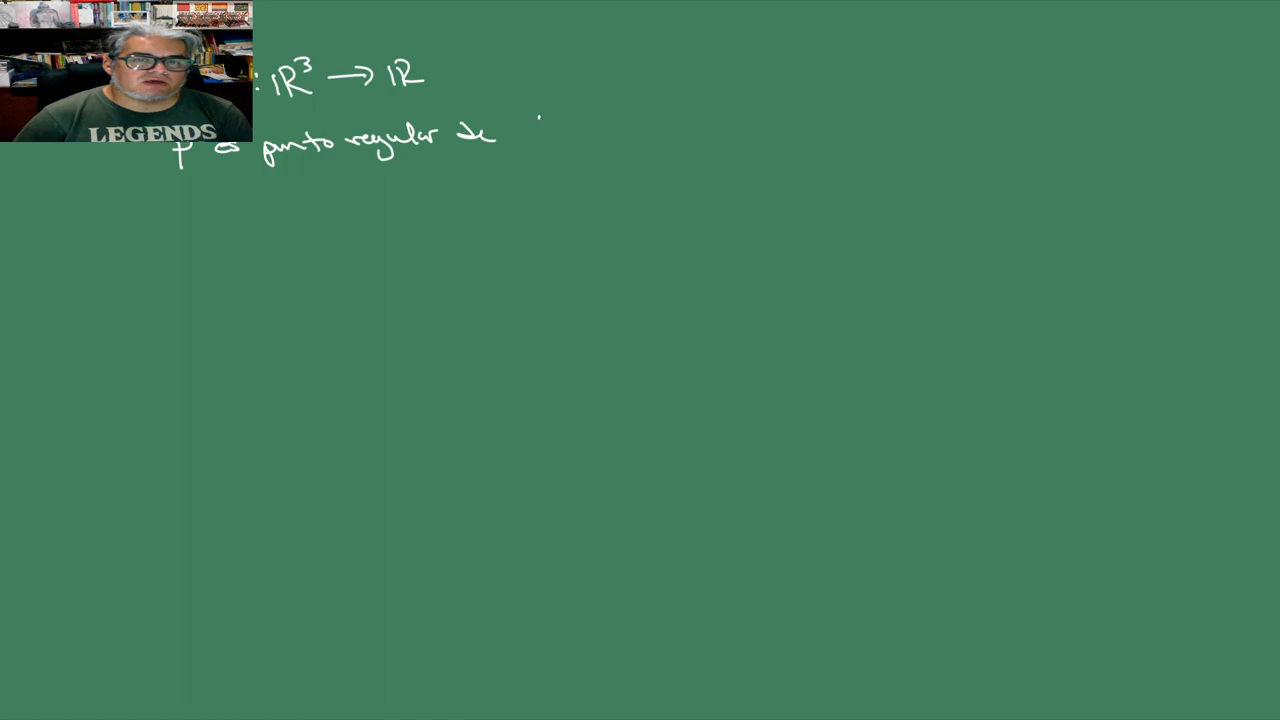 LEGENDS
: ℝ³ → ℝ
p es punto regular de